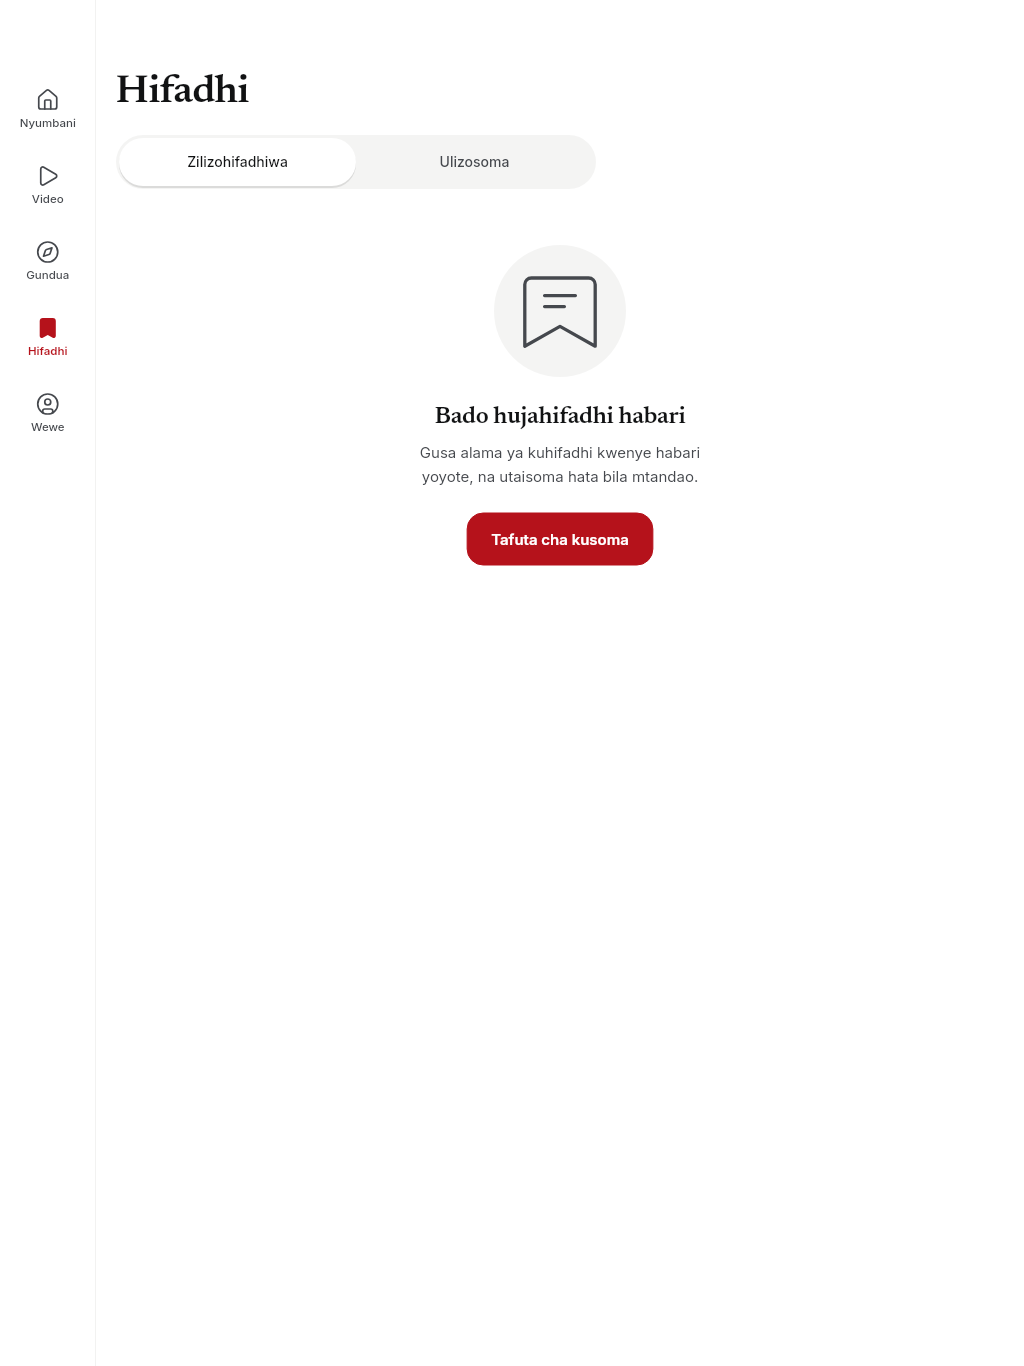 Hifadhi
Zilizohifadhiwa
Ulizosoma
Nyumbani
Video
Gundua
Hifadhi
Wewe
Bado hujahifadhi habari
Gusa alama ya kuhifadhi kwenye habari
yoyote, na utaisoma hata bila mtandao.
Tafuta cha kusoma